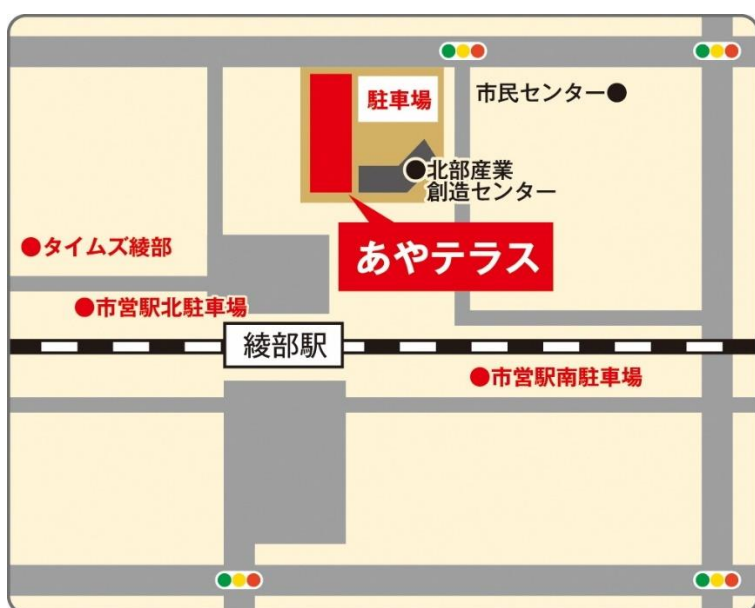 駐車場
市民センター
北部産業
創造センター
タイムズ綾部
あやテラス
市営駅北駐車場
綾部駅
市営駅南駐車場